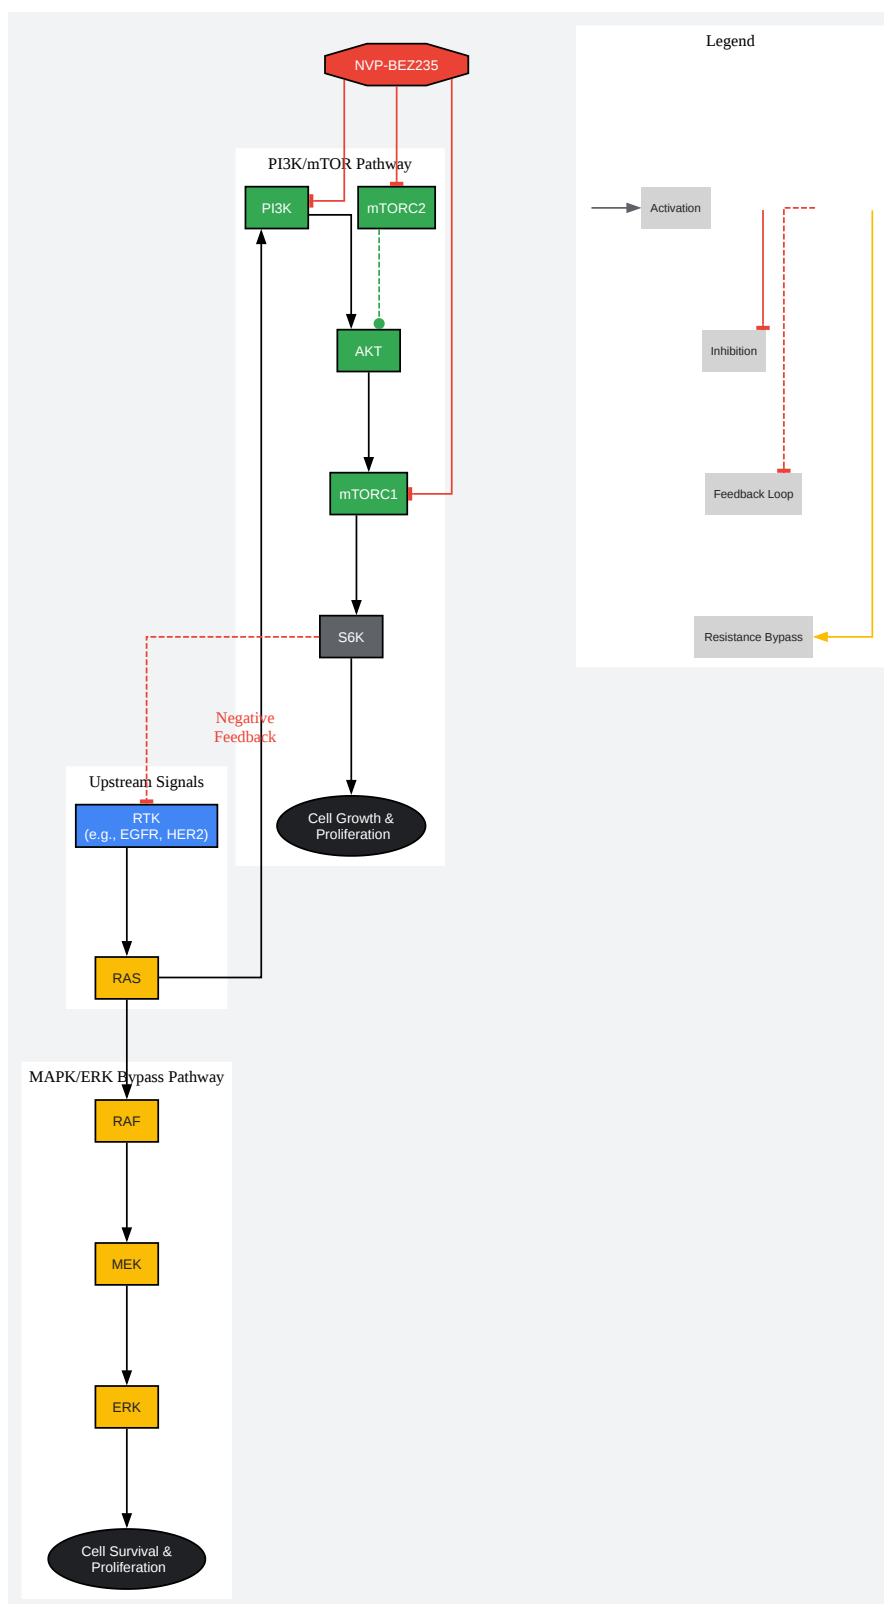 NVP-BEZ235
PI3K/mTOR Pathway
PI3K
mTORC2
AKT
mTORC1
S6K
Negative
Feedback
Cell Growth &
Proliferation
Upstream Signals
RTK
(e.g., EGFR, HER2)
RAS
MAPK/ERK Bypass Pathway
RAF
MEK
ERK
Cell Survival &
Proliferation
Legend
Activation
Inhibition
Feedback Loop
Resistance Bypass